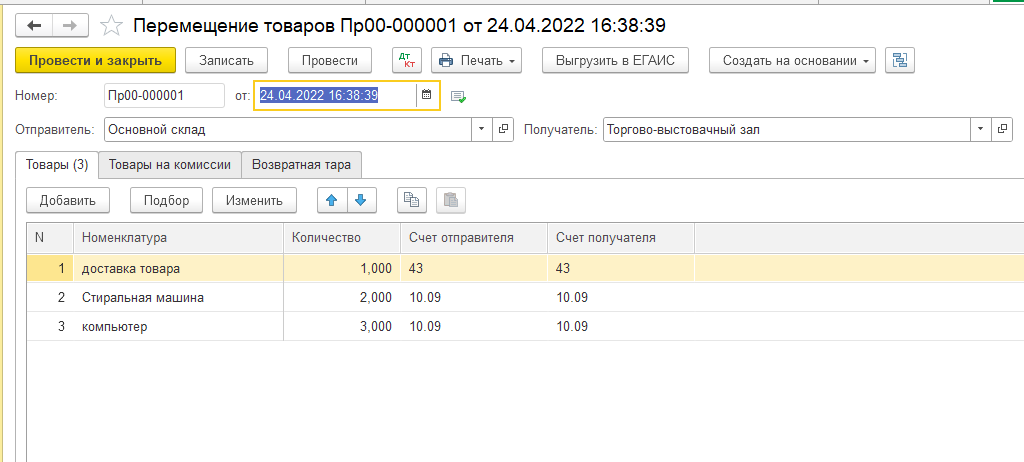 Перемещение товаров Пр00-000001 от 24.04.2022 16:38:39
Провести и закрыть Записать Провести Дт Кт Печать Выгрузить в ЕГАИС Создать на основании
Номер: Пр00-000001 от: 24.04.2022 16:38:39
Отправитель: Основной склад Получатель: Торгово-выстовачный зал
Товары (3) Товары на комиссии Возвратная тара
Добавить Подбор Изменить
N Номенклатура Количество Счет отправителя Счет получателя
1 доставка товара 1,000 43 43
2 Стиральная машина 2,000 10.09 10.09
3 компьютер 3,000 10.09 10.09